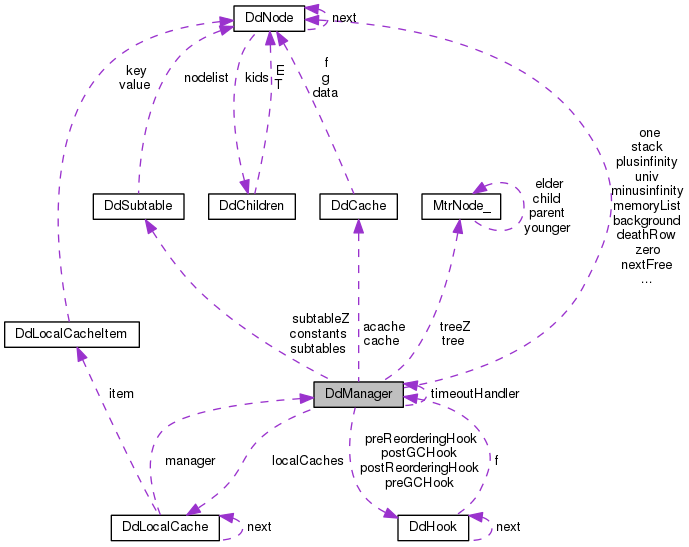 DdNode
next
key
value
nodelist
kids
E
T
f
g
data
one
stack
plusinfinity
univ
minusinfinity
memoryList
background
deathRow
zero
nextFree
...
DdSubtable
DdChildren
DdCache
MtrNode_
elder
child
parent
younger
DdLocalCacheItem
subtableZ
constants
subtables
acache
cache
treeZ
tree
DdManager
timeoutHandler
item
manager
localCaches
preReorderingHook
postGCHook
postReorderingHook
preGCHook
f
DdLocalCache
next
DdHook
next